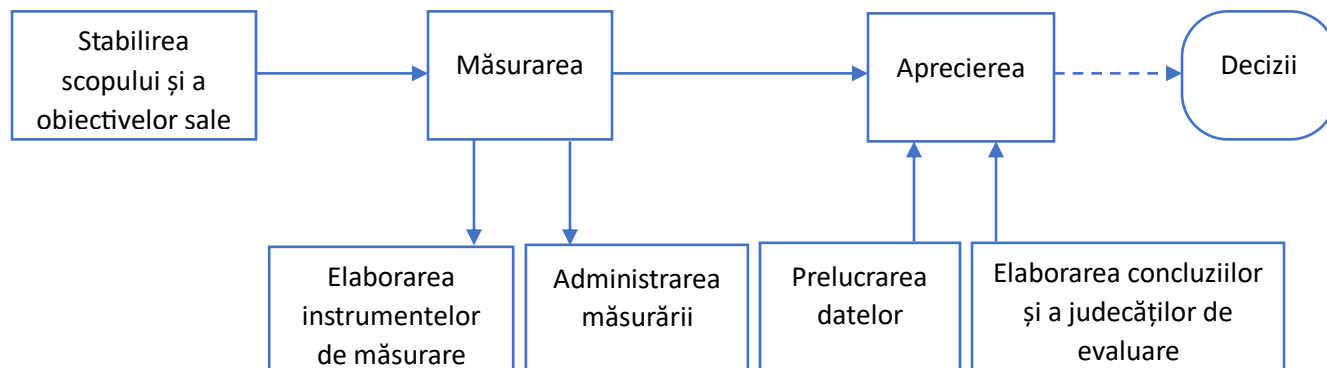 Stabilirea
scopului și a
obiectivelor sale
Măsurarea
Aprecierea
Decizii
Elaborarea
instrumentelor
de măsurare
Administrarea
măsurării
Prelucrarea
datelor
Elaborarea concluziilor
și a judecăților de
evaluare